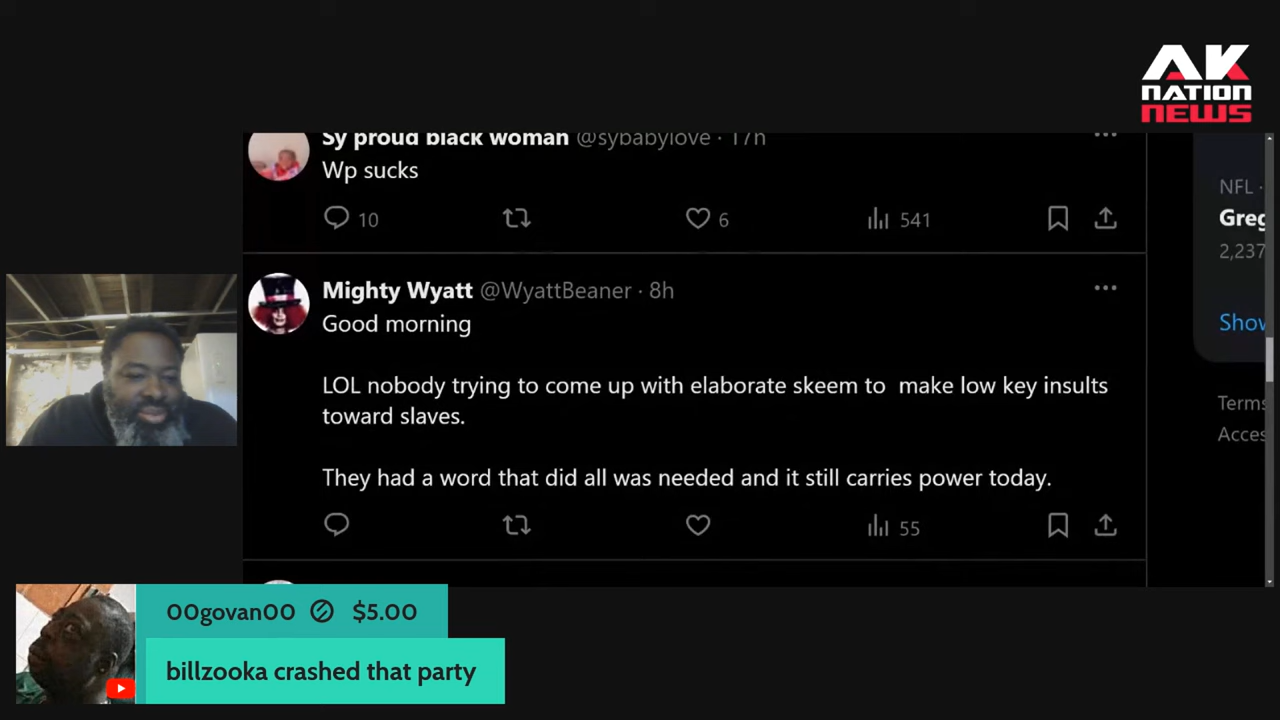 AK
NATION
NEWS
Sy proud black woman @sybabylove · 17h
Wp sucks
10
6
541
NFL ·
Greg
2,237
Mighty Wyatt @WyattBeaner · 8h
Good morning
Show
LOL nobody trying to come up with elaborate skeem to make low key insults
toward slaves.
Terms
Acces
They had a word that did all was needed and it still carries power today.
55
00govan00 $5.00
billzooka crashed that party